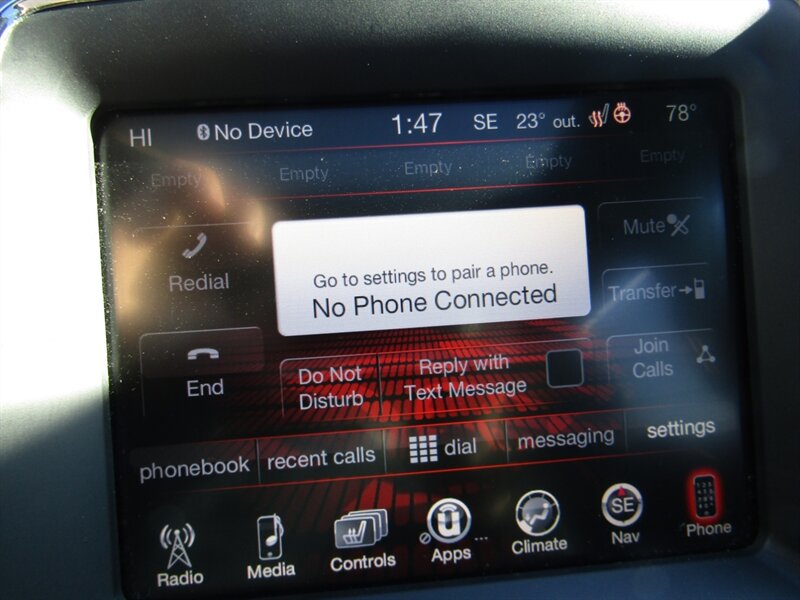 HI No Device 1:47 SE 23° out. 78°
Empty Empty Empty Empty Empty
Redial
Go to settings to pair a phone.
No Phone Connected
Mute
Transfer
End
Do Not
Disturb
Reply with
Text Message
Join
Calls
phonebook recent calls dial messaging settings
Radio Media Controls Apps ... Climate SE Nav Phone